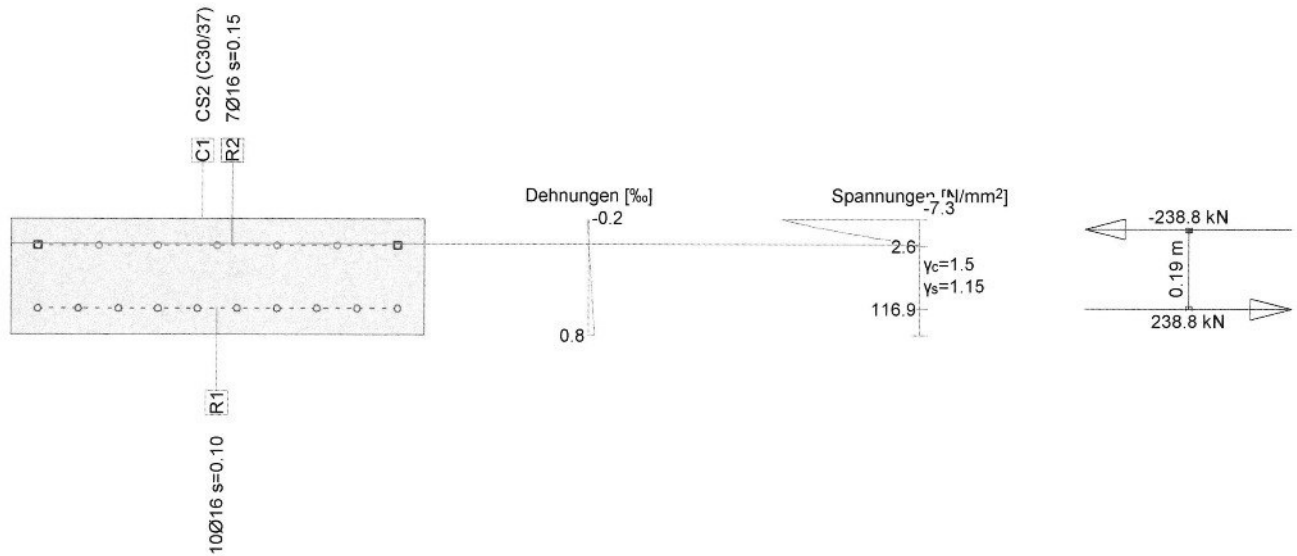 C1 CS2 (C30/37)
R2 7Ø16 s=0.15
10Ø16 s=0.10 R1
Dehnungen [‰]
-0.2
0.8
Spannungen [N/mm²]
-7.3
2.6
γc=1.5
γs=1.15
116.9
-238.8 kN
0.19 m
238.8 kN